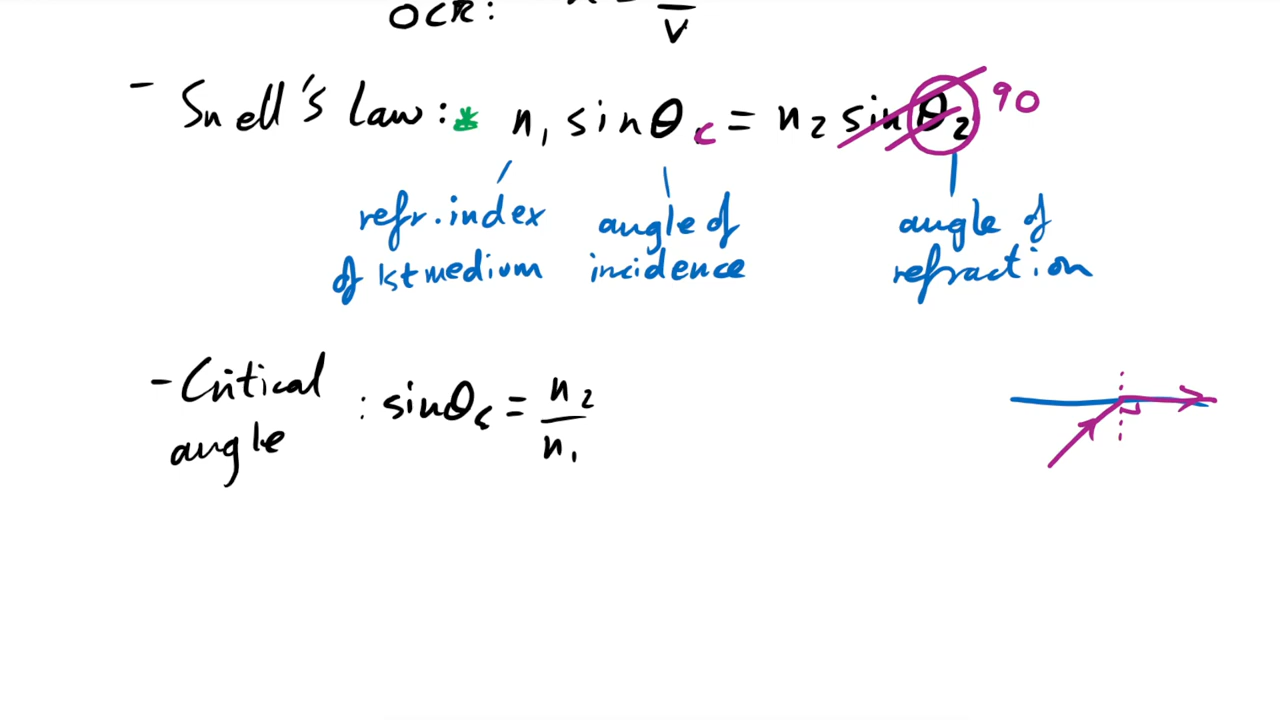 OCR:
v
- Snell's Law: * n₁ sinθc = n₂ sinθ₂ 90
refr. index angle of angle of
of 1st medium incidence refraction
- Critical
angle : sinθc = n₂/n₁